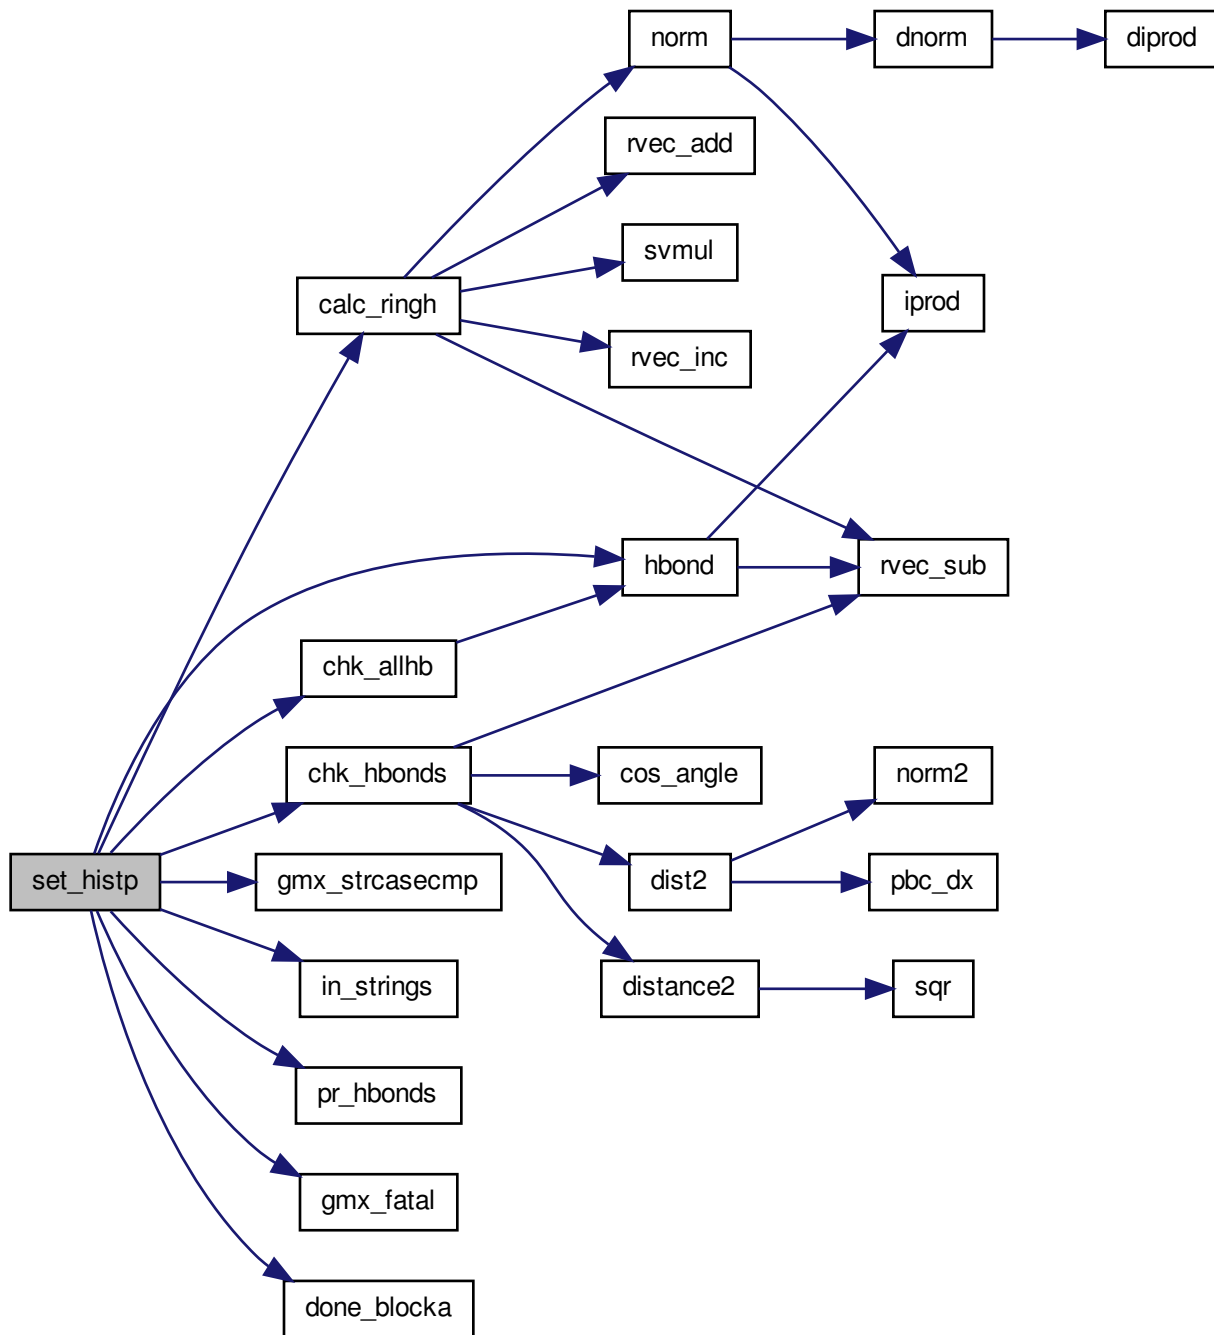 norm
dnorm
diprod
rvec_add
svmul
calc_ringh
iprod
rvec_inc
hbond
rvec_sub
chk_allhb
chk_hbonds
cos_angle
norm2
set_histp
gmx_strcasecmp
dist2
pbc_dx
in_strings
distance2
sqr
pr_hbonds
gmx_fatal
done_blocka